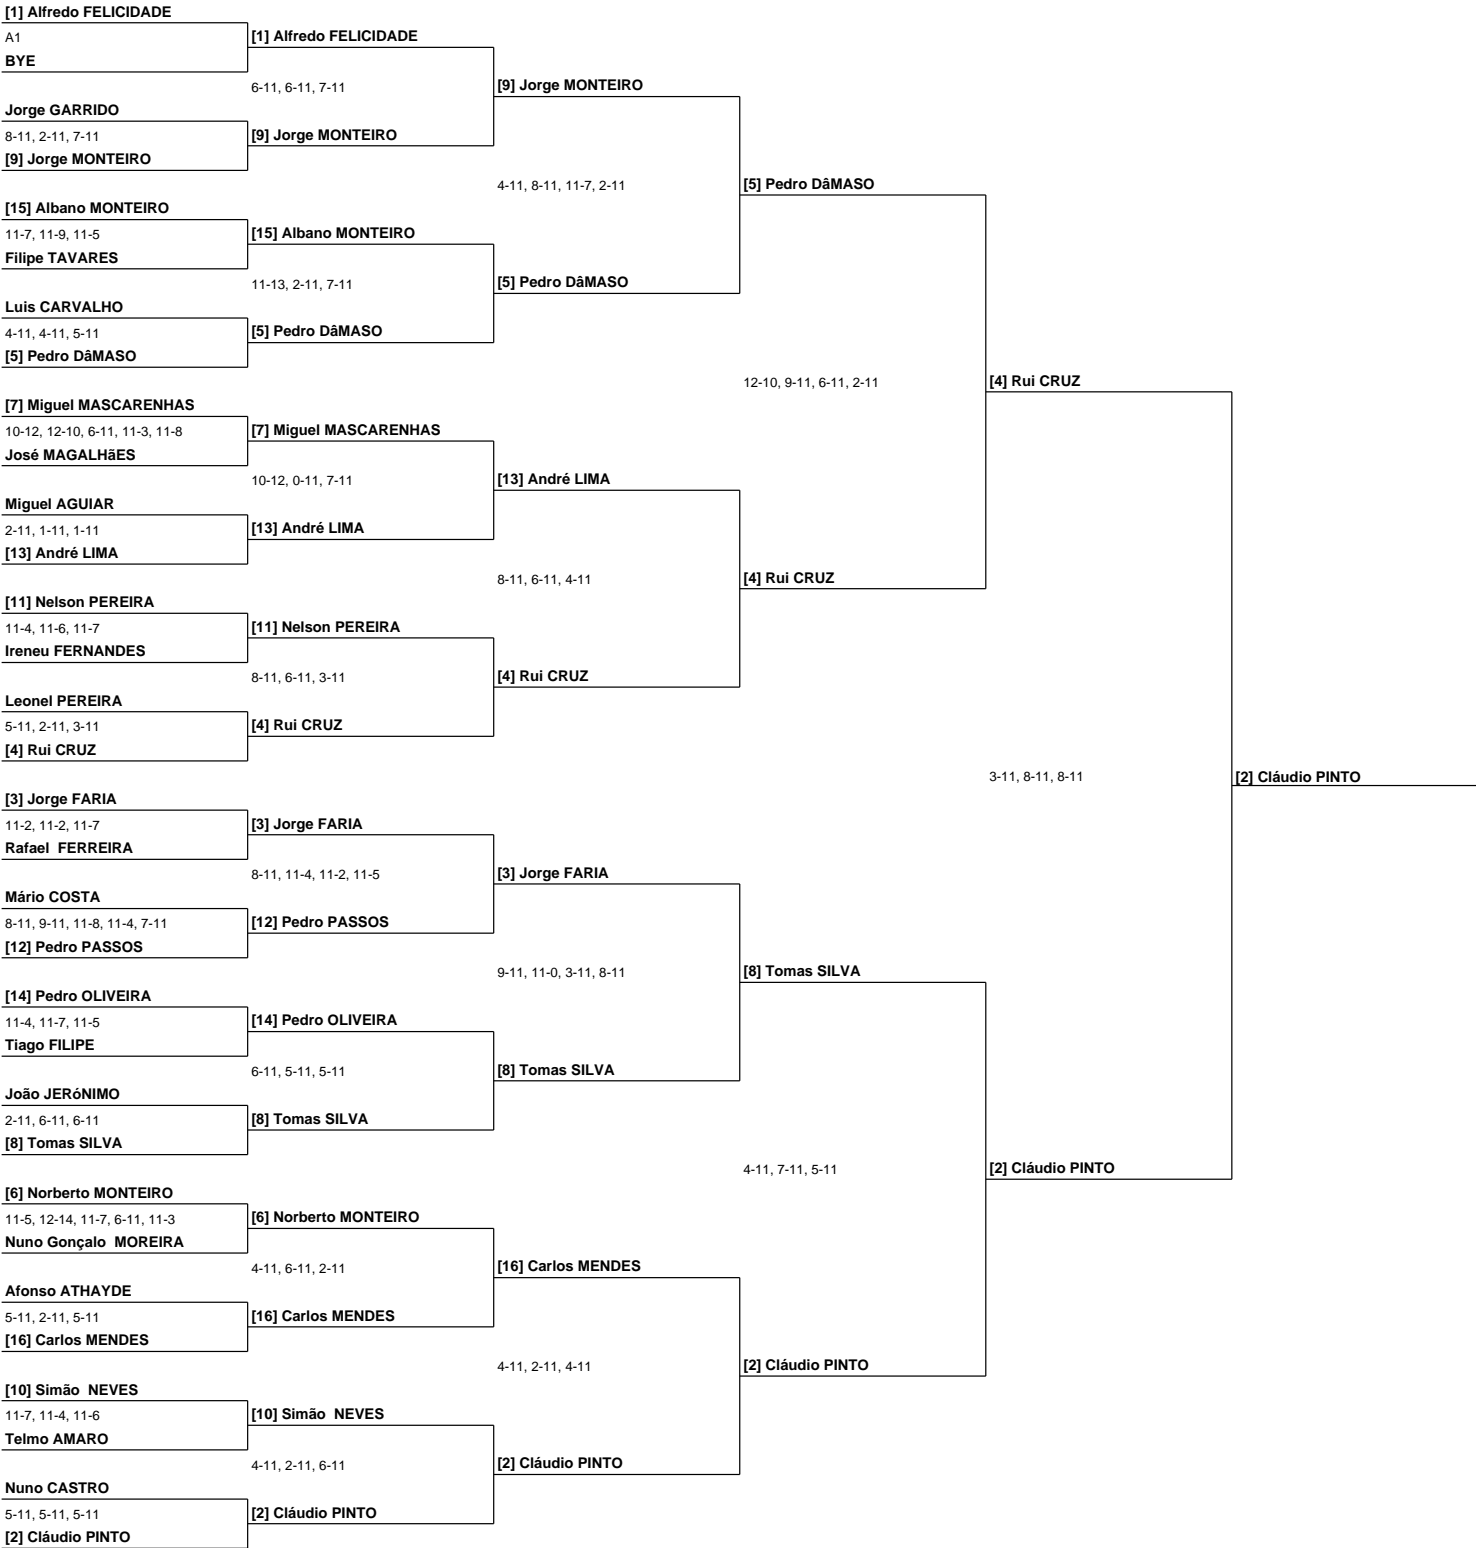 [1] Alfredo FELICIDADE
A1
BYE
Jorge GARRIDO
8-11, 2-11, 7-11
[9] Jorge MONTEIRO
[15] Albano MONTEIRO
11-7, 11-9, 11-5
Filipe TAVARES
Luis CARVALHO
4-11, 4-11, 5-11
[5] Pedro DâMASO
[7] Miguel MASCARENHAS
10-12, 12-10, 6-11, 11-3, 11-8
José MAGALHãES
Miguel AGUIAR
2-11, 1-11, 1-11
[13] André LIMA
[11] Nelson PEREIRA
11-4, 11-6, 11-7
Ireneu FERNANDES
Leonel PEREIRA
5-11, 2-11, 3-11
[4] Rui CRUZ
[3] Jorge FARIA
11-2, 11-2, 11-7
Rafael  FERREIRA
Mário COSTA
8-11, 9-11, 11-8, 11-4, 7-11
[12] Pedro PASSOS
[14] Pedro OLIVEIRA
11-4, 11-7, 11-5
Tiago FILIPE
João JERóNIMO
2-11, 6-11, 6-11
[8] Tomas SILVA
[6] Norberto MONTEIRO
11-5, 12-14, 11-7, 6-11, 11-3
Nuno Gonçalo  MOREIRA
Afonso ATHAYDE
5-11, 2-11, 5-11
[16] Carlos MENDES
[10] Simão  NEVES
11-7, 11-4, 11-6
Telmo AMARO
Nuno CASTRO
5-11, 5-11, 5-11
[2] Cláudio PINTO
[1] Alfredo FELICIDADE
6-11, 6-11, 7-11
[9] Jorge MONTEIRO
[15] Albano MONTEIRO
11-13, 2-11, 7-11
[5] Pedro DâMASO
[7] Miguel MASCARENHAS
10-12, 0-11, 7-11
[13] André LIMA
[11] Nelson PEREIRA
8-11, 6-11, 3-11
[4] Rui CRUZ
[3] Jorge FARIA
8-11, 11-4, 11-2, 11-5
[12] Pedro PASSOS
[14] Pedro OLIVEIRA
6-11, 5-11, 5-11
[8] Tomas SILVA
[6] Norberto MONTEIRO
4-11, 6-11, 2-11
[16] Carlos MENDES
[10] Simão  NEVES
4-11, 2-11, 6-11
[2] Cláudio PINTO
[9] Jorge MONTEIRO
4-11, 8-11, 11-7, 2-11
[5] Pedro DâMASO
[13] André LIMA
8-11, 6-11, 4-11
[4] Rui CRUZ
[3] Jorge FARIA
9-11, 11-0, 3-11, 8-11
[8] Tomas SILVA
[16] Carlos MENDES
4-11, 2-11, 4-11
[2] Cláudio PINTO
[5] Pedro DâMASO
12-10, 9-11, 6-11, 2-11
[4] Rui CRUZ
[8] Tomas SILVA
4-11, 7-11, 5-11
[2] Cláudio PINTO
[4] Rui CRUZ
3-11, 8-11, 8-11
[2] Cláudio PINTO
[2] Cláudio PINTO